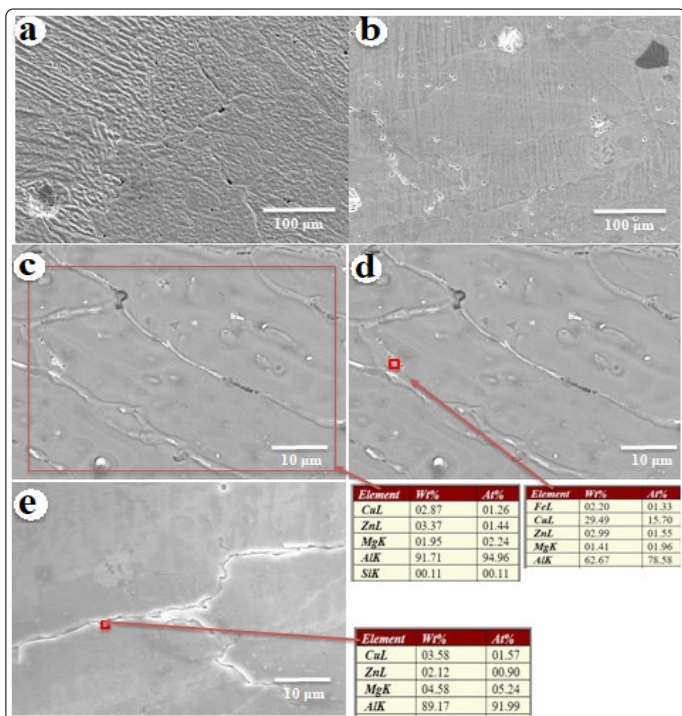 a
b
100 µm
100 µm
c
d
10 µm
10 µm
Element Wt% At%
CuL 02.87 01.26
ZnL 03.37 01.44
MgK 01.95 02.24
AlK 91.71 94.96
SiK 00.11 00.11
Element Wt% At%
FeL 02.20 01.33
CuL 29.49 15.70
ZnL 02.99 01.55
MgK 01.41 01.96
AlK 62.67 78.58
e
10 µm
Element Wt% At%
CuL 03.58 01.57
ZnL 02.12 00.90
MgK 04.58 05.24
AlK 89.17 91.99